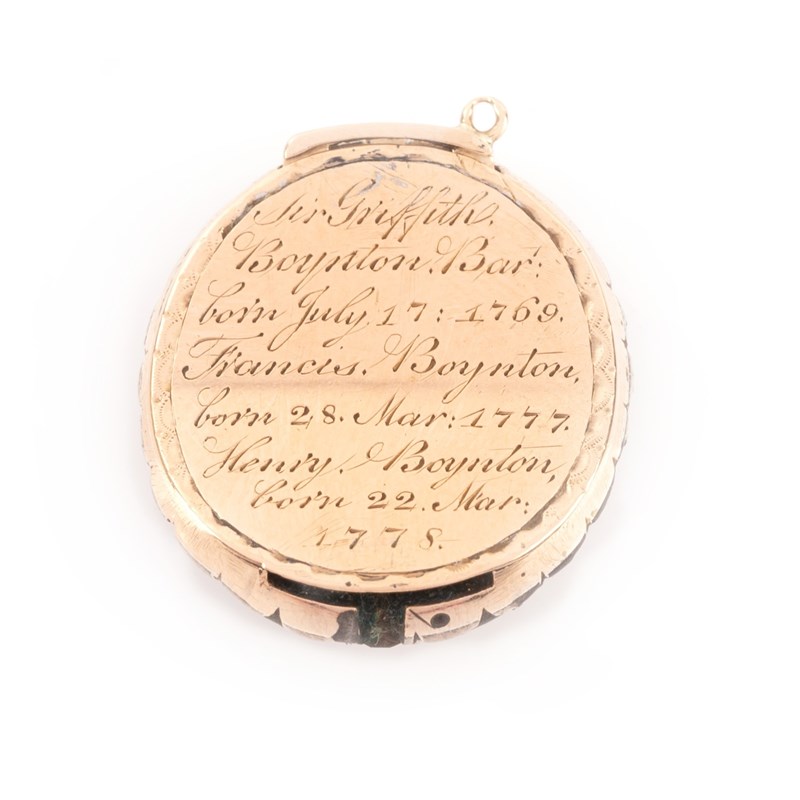 Sir Griffith.
Boynton. Bart:
born July 17: 1769.
Francis. Boynton,
born 28. Mar: 1777.
Henry. Boynton,
born 22. Mar:
1778.